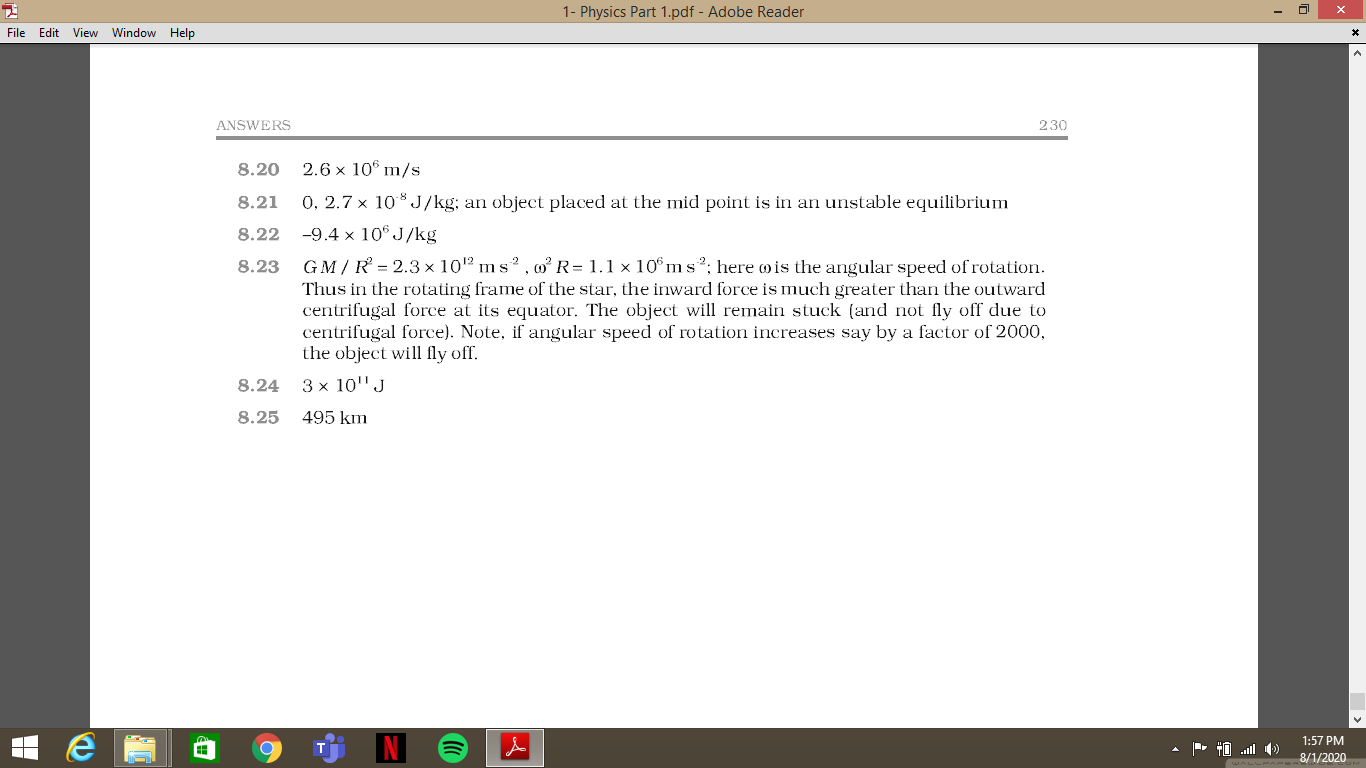 1- Physics Part 1.pdf - Adobe Reader
File Edit View Window Help
ANSWERS 230
8.20 2.6 × 10⁶ m/s
8.21 0, 2.7 × 10⁻⁸ J/kg; an object placed at the mid point is in an unstable equilibrium
8.22 –9.4 × 10⁶ J/kg
8.23 G M / R² = 2.3 × 10¹² m s⁻² , ω² R = 1.1 × 10⁶ m s⁻²; here ω is the angular speed of rotation.
Thus in the rotating frame of the star, the inward force is much greater than the outward
centrifugal force at its equator. The object will remain stuck (and not fly off due to
centrifugal force). Note, if angular speed of rotation increases say by a factor of 2000,
the object will fly off.
8.24 3 × 10¹¹ J
8.25 495 km
1:57 PM
8/1/2020